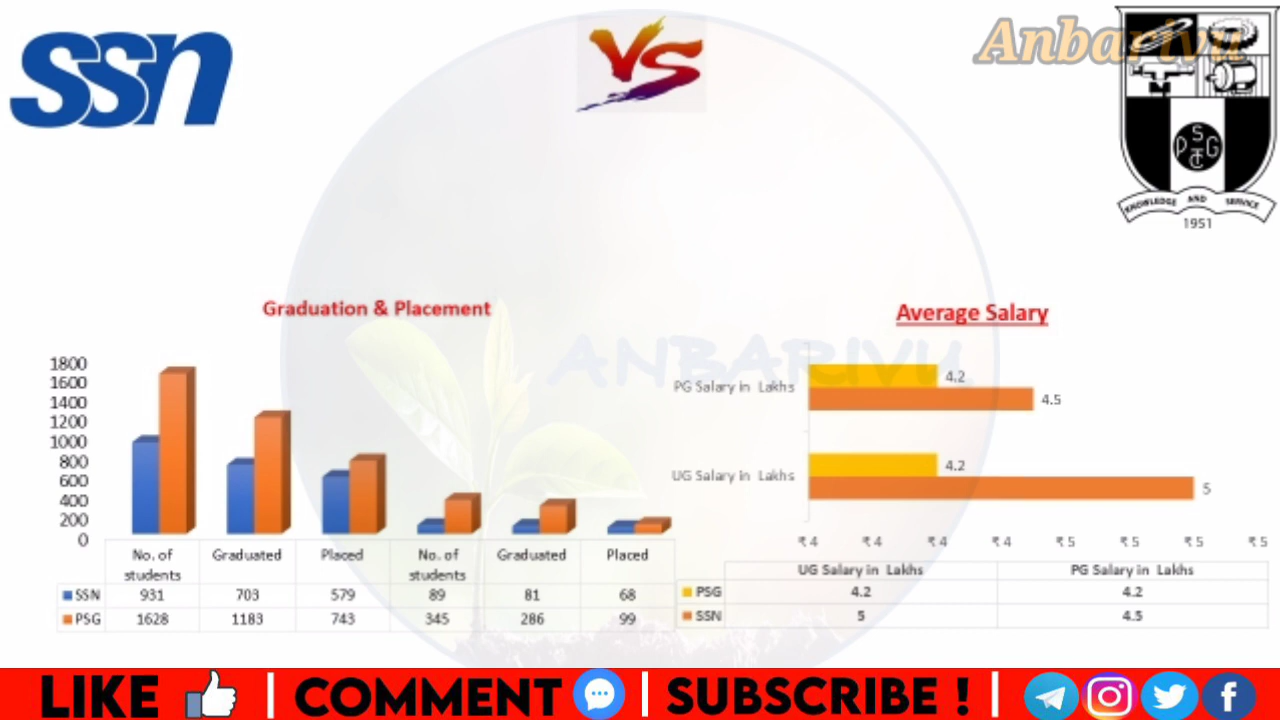 ssn
VS
Anbarivu
S
P G
TC
KNOWLEDGE AND SERVICE
1951
Graduation & Placement
1800
1600
1400
1200
1000
800
600
400
200
0
No. of students Graduated Placed No. of students Graduated Placed
SSN 931 703 579 89 81 68
PSG 1628 1183 743 345 286 99
ANBARIVU
Average Salary
PG Salary in Lakhs 4.2
4.5
UG Salary in Lakhs 4.2
5
₹ 4 ₹ 4 ₹ 4 ₹ 4 ₹ 5 ₹ 5 ₹ 5 ₹ 5
UG Salary in Lakhs PG Salary in Lakhs
PSG 4.2 4.2
SSN 5 4.5
LIKE | COMMENT | SUBSCRIBE ! |